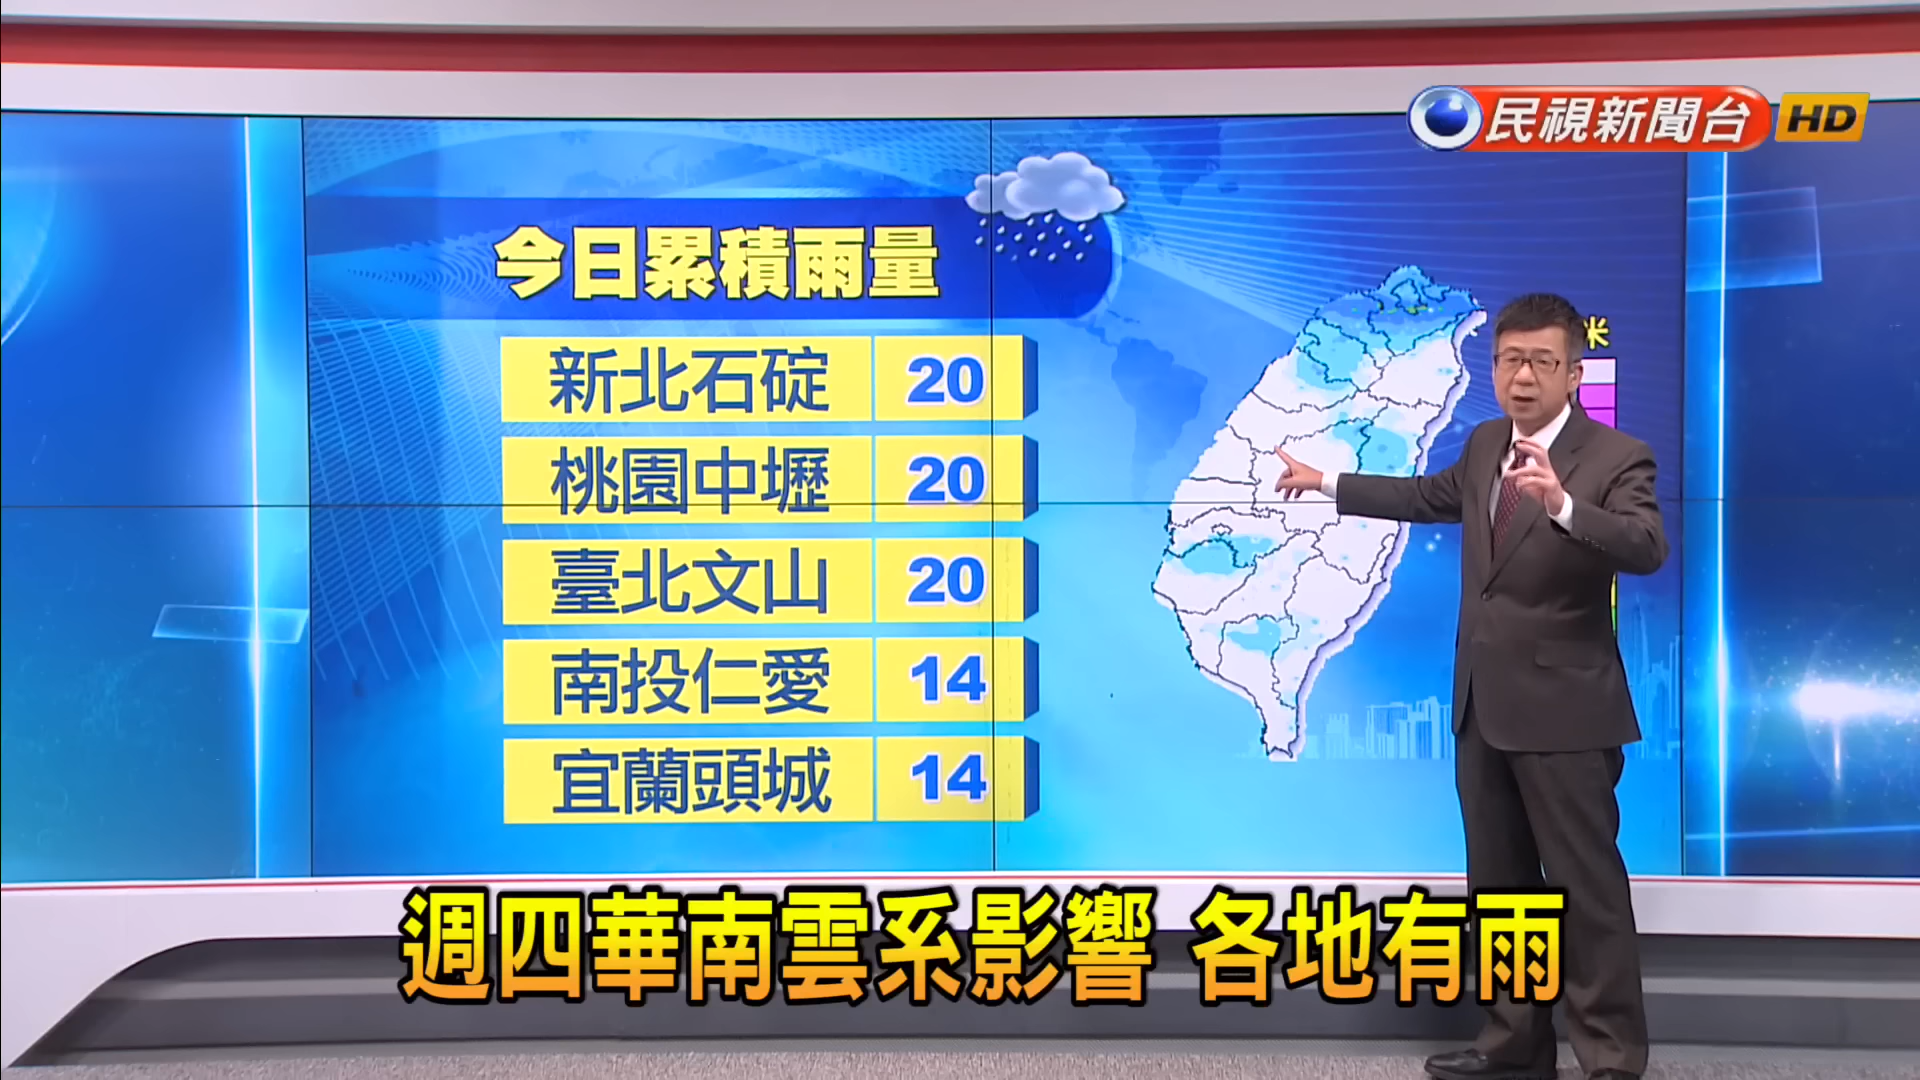 民視新聞台 HD
今日累積雨量
米
新北石碇 20
桃園中壢 20
臺北文山 20
南投仁愛 14
宜蘭頭城 14
週四華南雲系影響 各地有雨